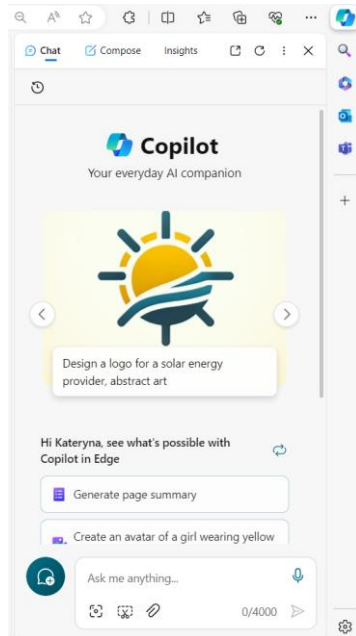 Chat Compose Insights
Copilot
Your everyday AI companion
Design a logo for a solar energy
provider, abstract art
Hi Kateryna, see what's possible with
Copilot in Edge
Generate page summary
Create an avatar of a girl wearing yellow
Ask me anything...
0/4000